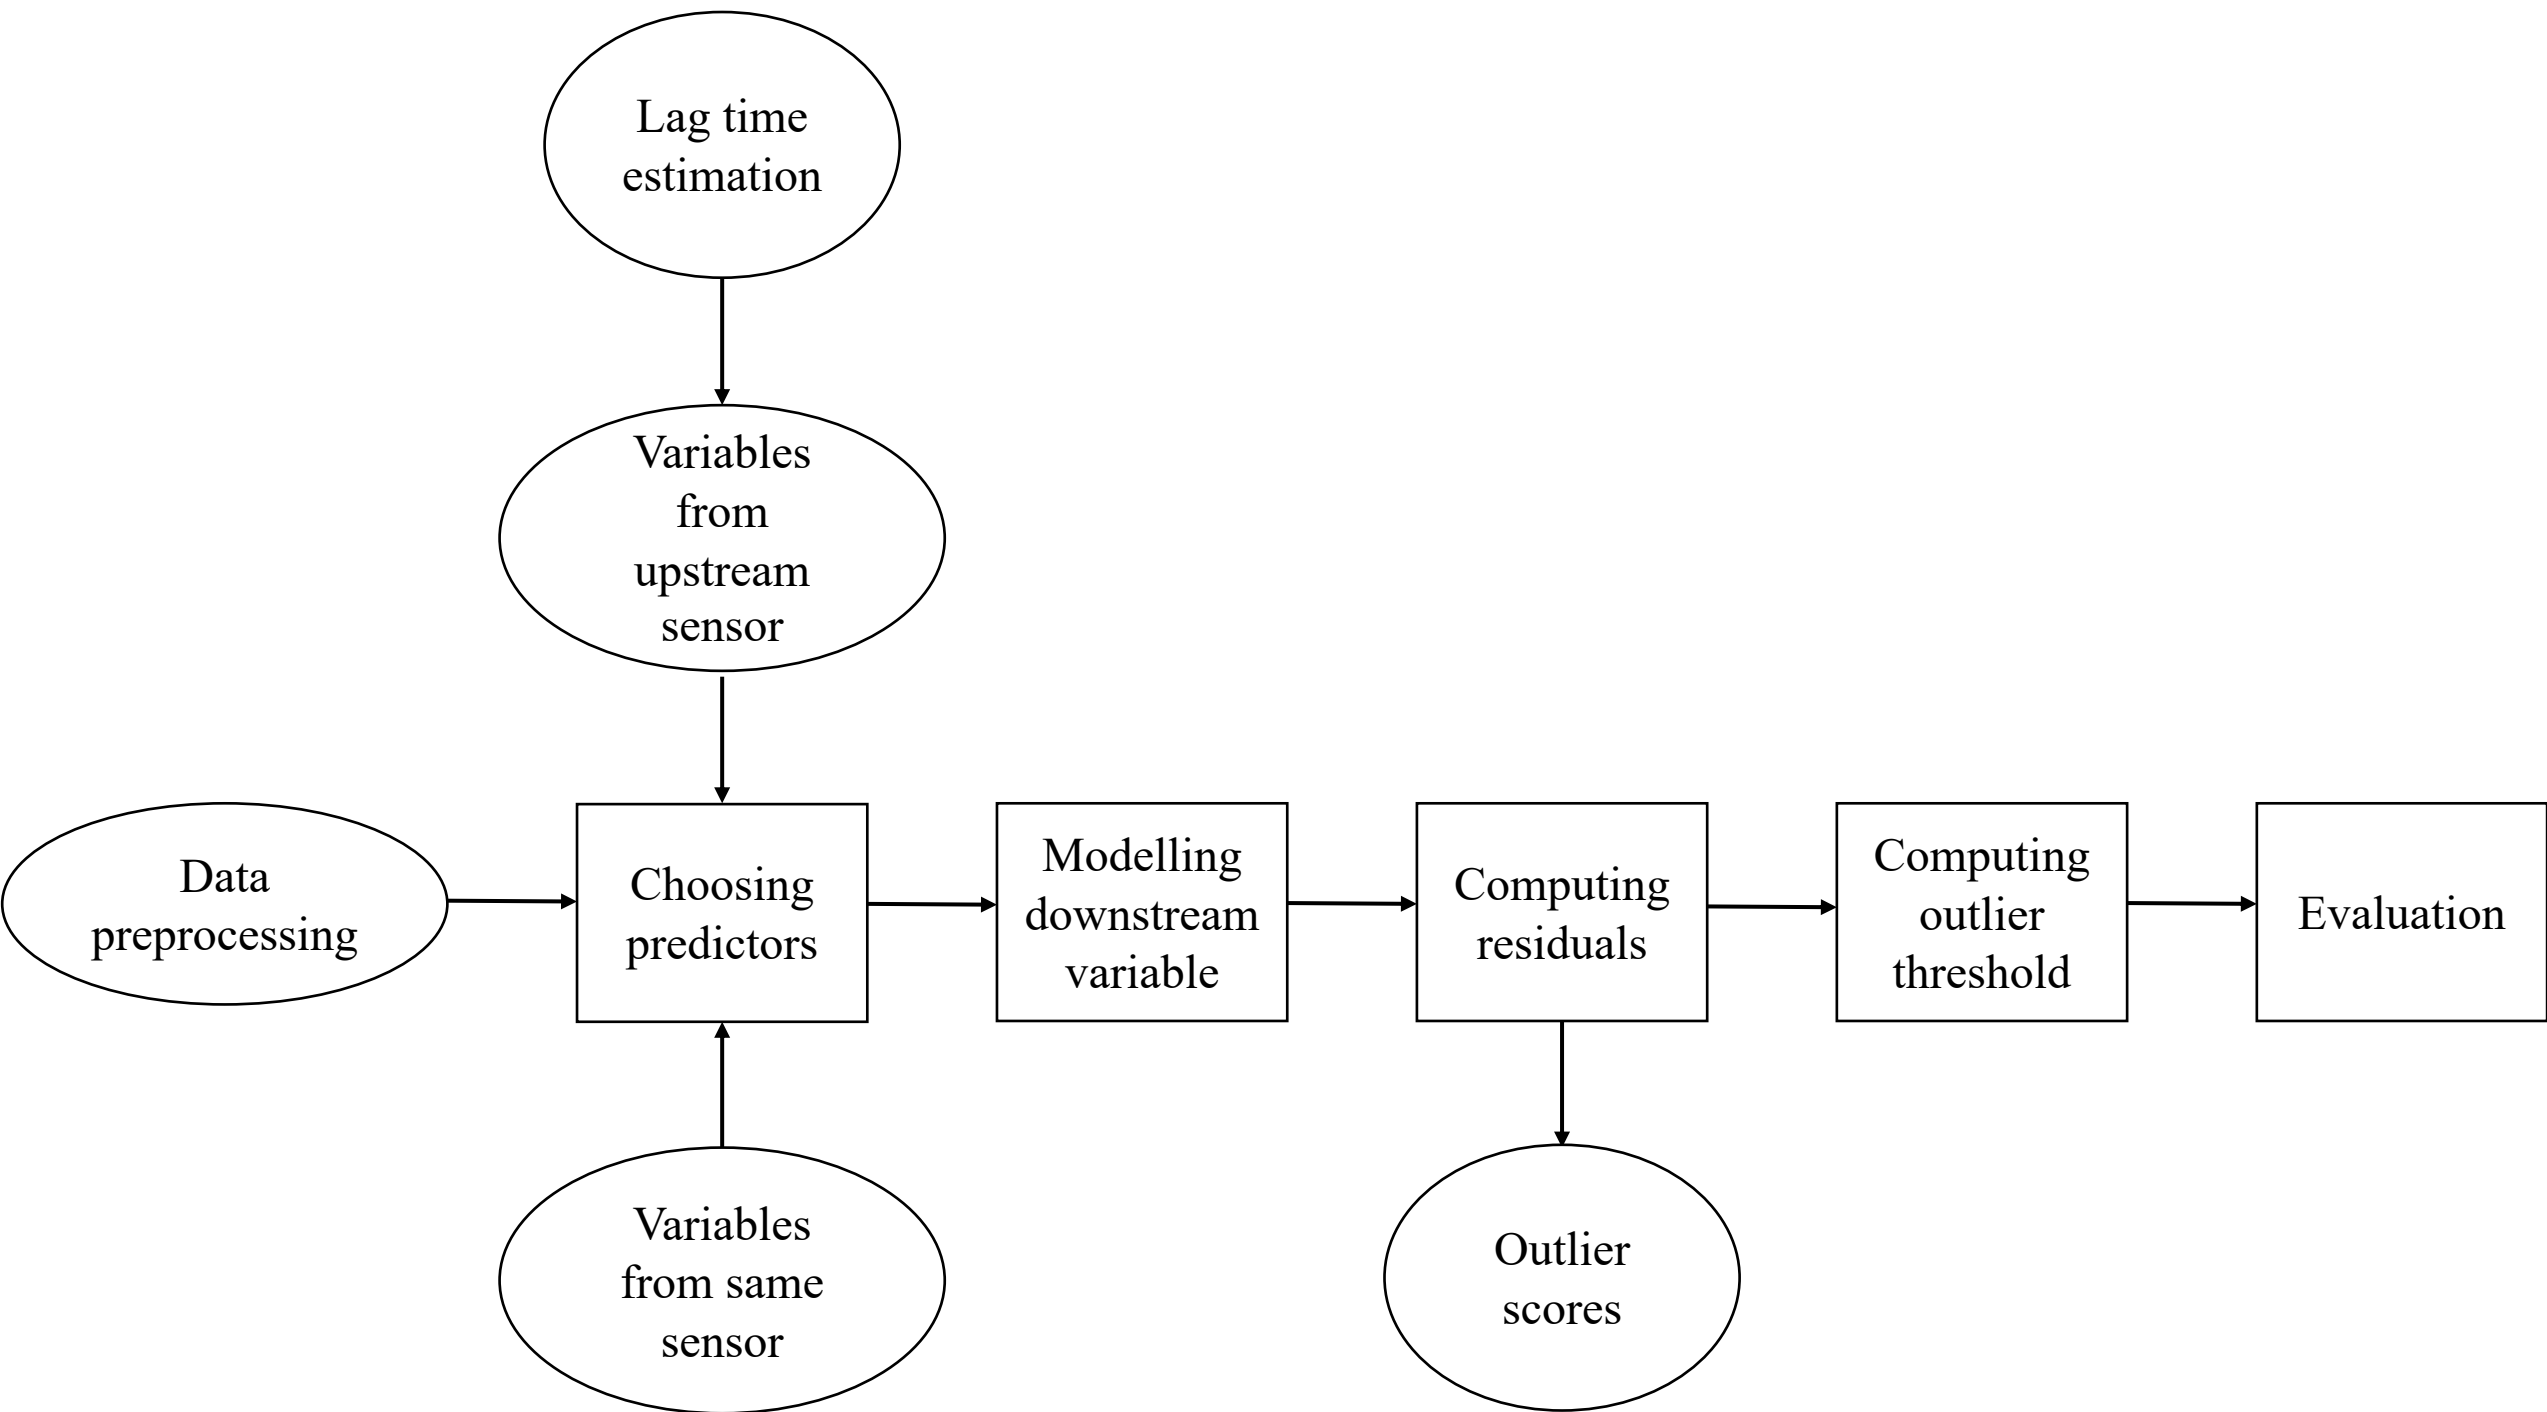 Lag time
estimation
Variables
from
upstream
sensor
Data
preprocessing
Choosing
predictors
Modelling
downstream
variable
Computing
residuals
Computing
outlier
threshold
Evaluation
Variables
from same
sensor
Outlier
scores